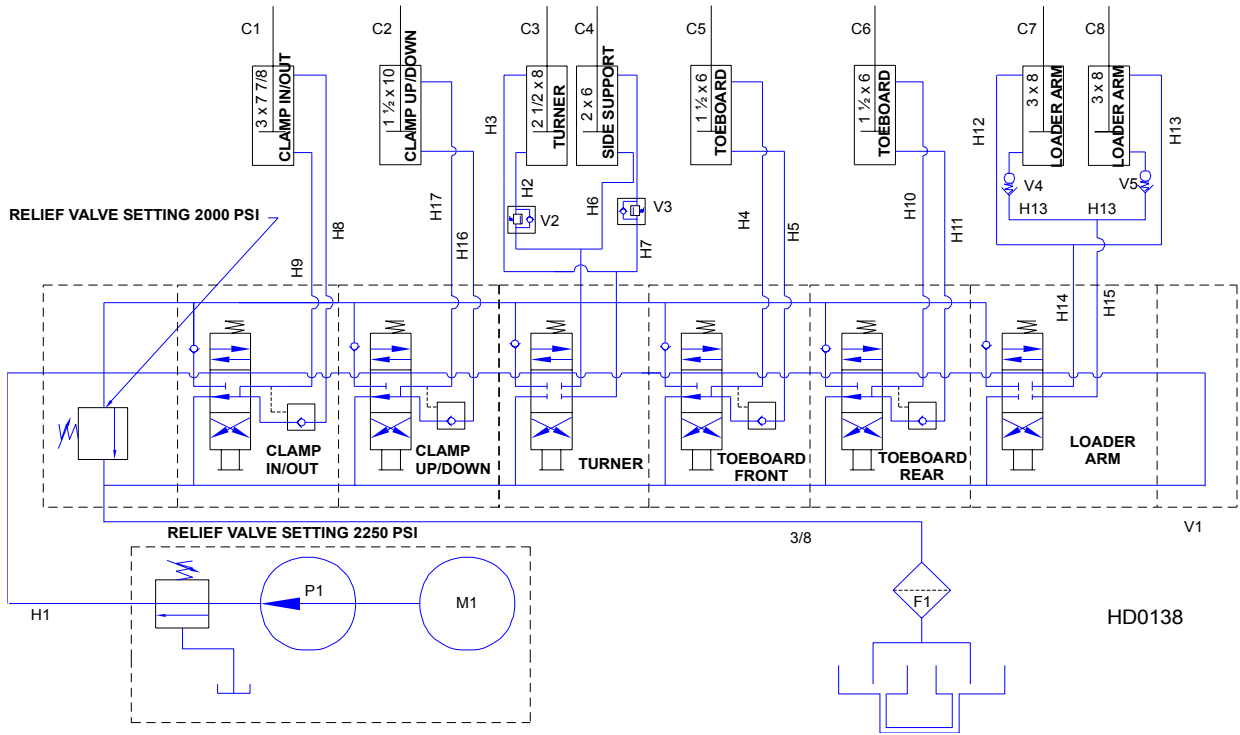 C1
C2
C3
C4
C5
C6
C7
C8
3 x 7 7/8
CLAMP IN/OUT
1 ½ x 10
CLAMP UP/DOWN
2 1/2 x 8
TURNER
2 x 6
SIDE SUPPORT
1 ½ x 6
TOEBOARD
1 ½ x 6
TOEBOARD
3 x 8
LOADER ARM
3 x 8
LOADER ARM
H3
H12
H13
H2
H6
V2
V3
V4
V5
H13
H13
RELIEF VALVE SETTING 2000 PSI
H9
H8
H17
H16
H7
H4
H5
H10
H11
H14
H15
CLAMP
IN/OUT
CLAMP
UP/DOWN
TURNER
TOEBOARD
FRONT
TOEBOARD
REAR
LOADER
ARM
V1
RELIEF VALVE SETTING 2250 PSI
3/8
P1
M1
F1
H1
HD0138